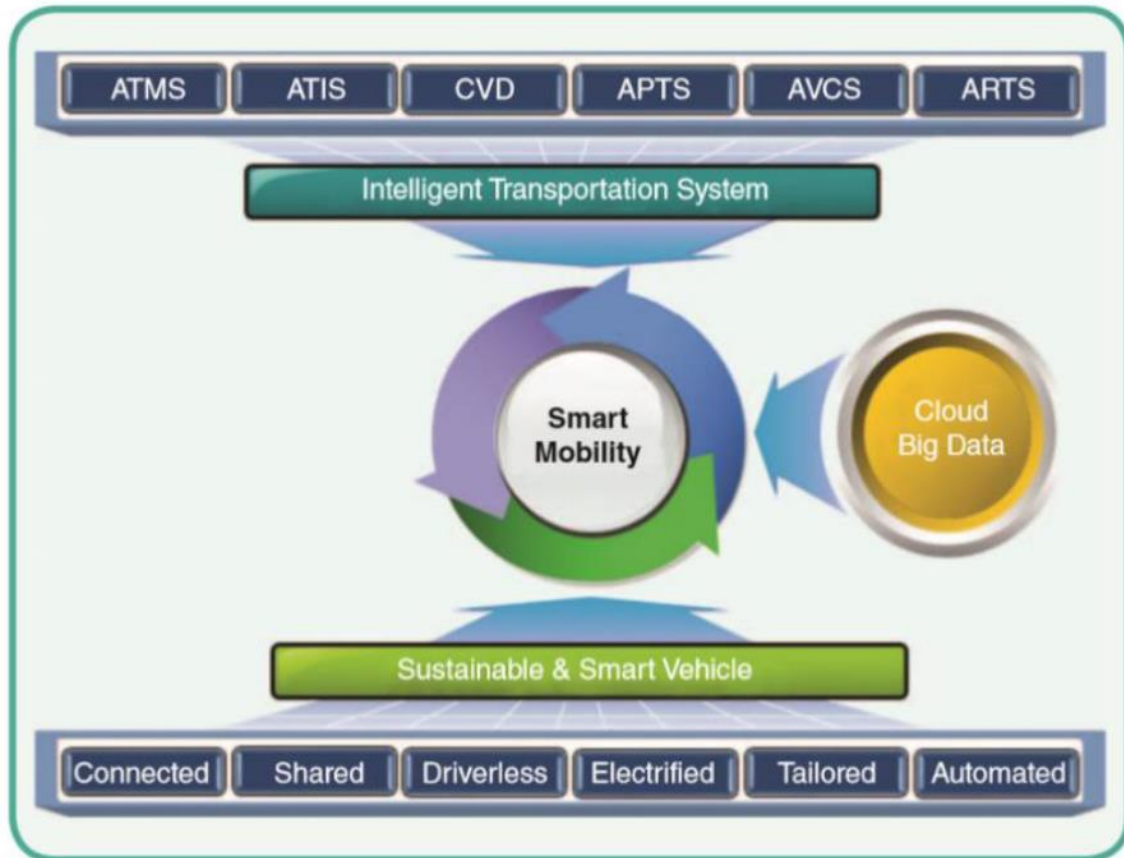 ATMS ATIS CVD APTS AVCS ARTS
Intelligent Transportation System
Smart
Mobility
Cloud
Big Data
Sustainable & Smart Vehicle
Connected Shared Driverless Electrified Tailored Automated